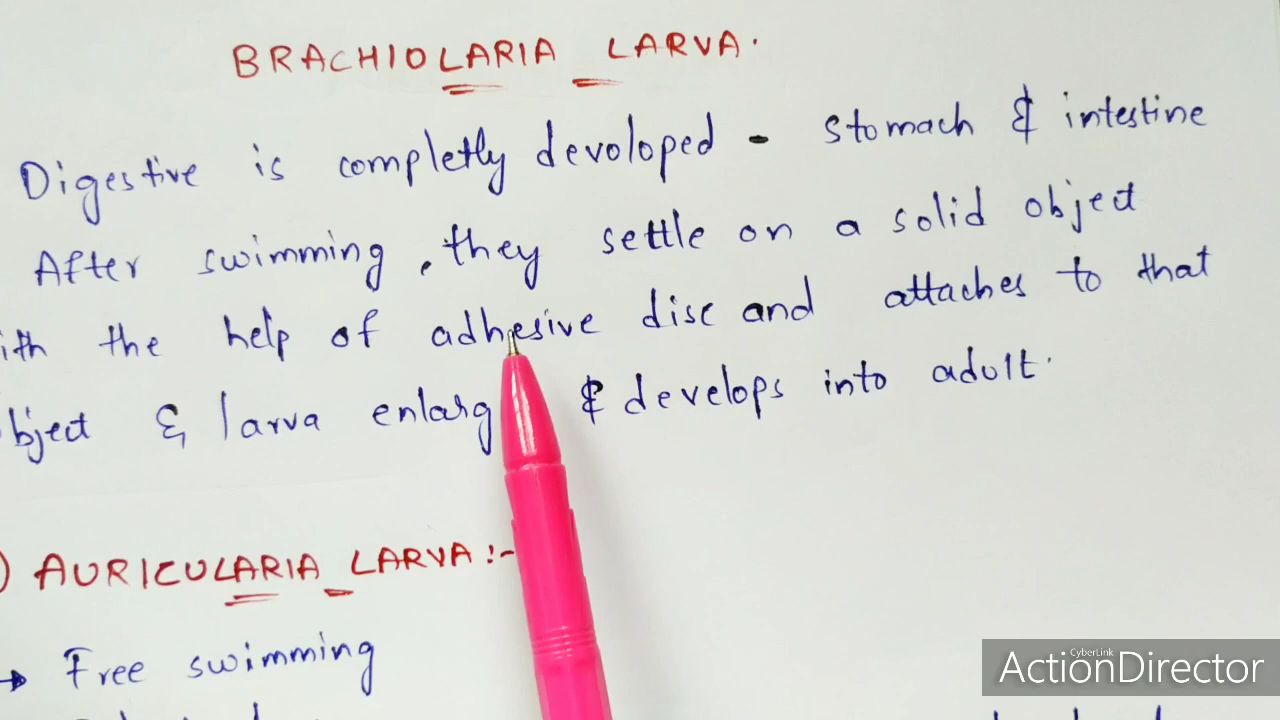 BRACHIOLARIA LARVA.
Digestive is completly devoloped - stomach & intestine
After swimming, they settle on a solid object
ith the help of adhesive disc and attaches to that
bject & larva enlarg & develops into adult.
) AURICULARIA LARVA :-
→ Free swimming
CyberLink
ActionDirector